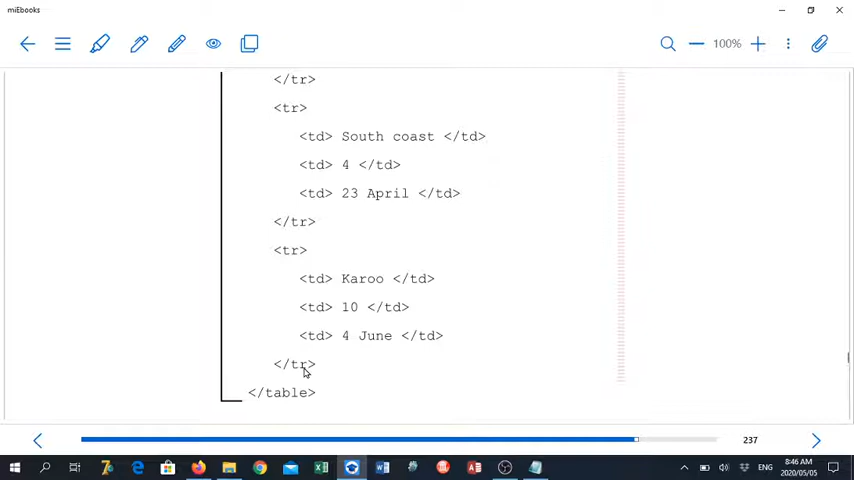 miEbooks
100%
</tr>
<tr>
<td> South coast </td>
<td> 4 </td>
<td> 23 April </td>
</tr>
<tr>
<td> Karoo </td>
<td> 10 </td>
<td> 4 June </td>
</tr>
</table>
237
ENG
8:46 AM
2020/05/05